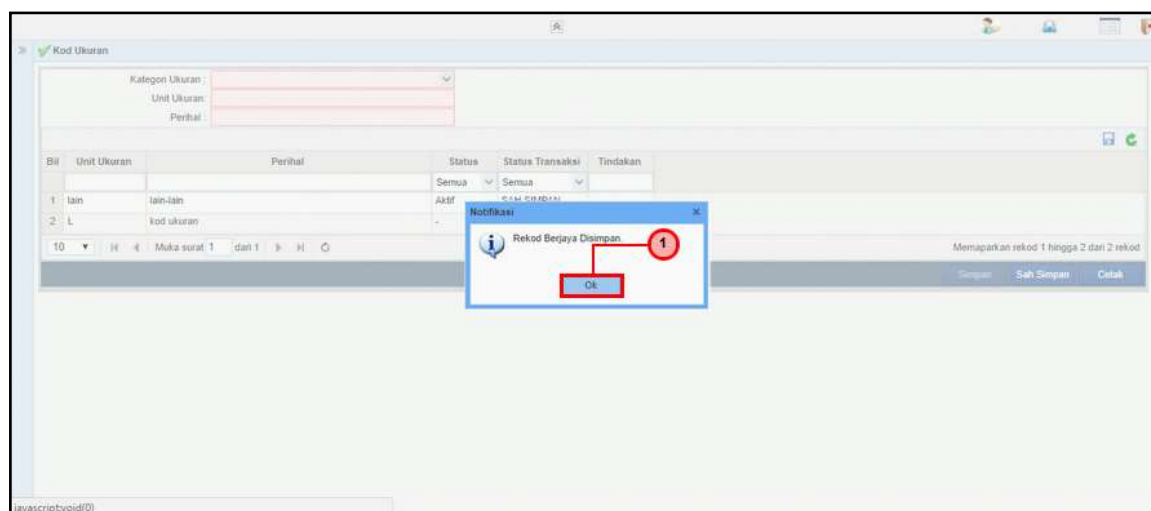 Kod Ukuran
Kategori Ukuran :
Unit Ukuran:
Perihal :
Bil Unit Ukuran Perihal Status Status Transaksi Tindakan
Semua Semua
1 lain lain-lain Aktif SAH SIMPAN
2 L kod ukuran -
Notifikasi x
Rekod Berjaya Disimpan.
1
Ok
10 Muka surat 1 dari 1 Memaparkan rekod 1 hingga 2 dari 2 rekod
Simpan Sah Simpan Cetak
javascript:void(0)